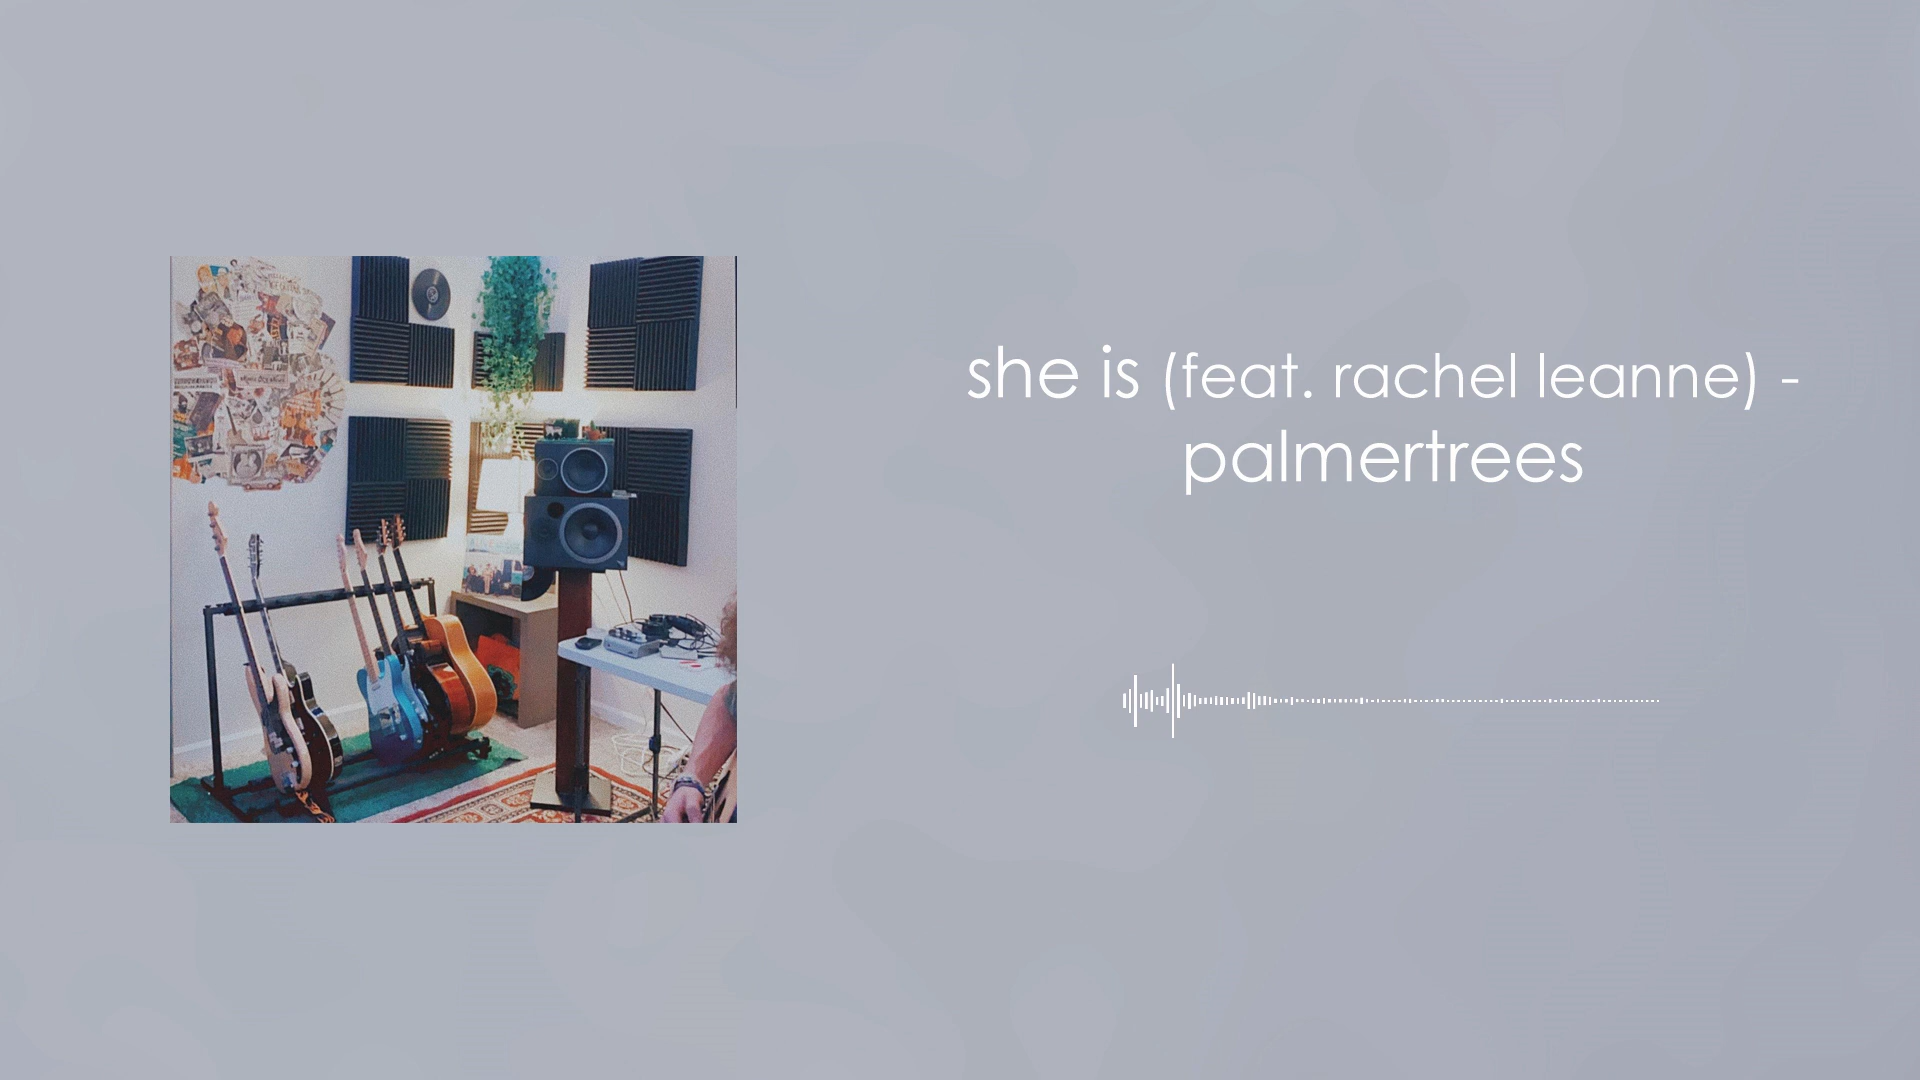 she is (feat. rachel leanne) -
palmertrees